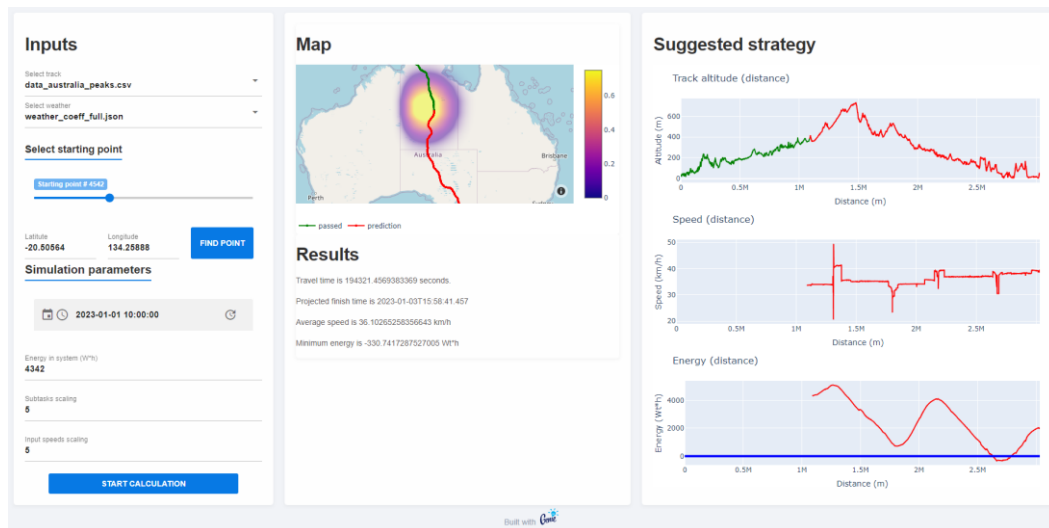 Inputs
Select track
data_australia_peaks.csv
Select weather
weather_coeff_full.json
Select starting point
Starting point # 4542
Latitude
-20.50564
Longitude
134.25888
FIND POINT
Simulation parameters
2023-01-01 10:00:00
Energy in system (W*h)
4342
Subtasks scaling
5
Input speeds scaling
5
START CALCULATION
Map
Australia
Brisbane
Perth
0.6
0.4
0.2
0
passed
prediction
Results
Travel time is 194321.4569383369 seconds.
Projected finish time is 2023-01-03T15:58:41.457
Average speed is 36.10265258356643 km/h
Minimum energy is -330.7417287527005 Wt*h
Suggested strategy
Track altitude (distance)
Altitude (m)
600
400
200
0
0 0.5M 1M 1.5M 2M 2.5M
Distance (m)
Speed (distance)
Speed (km/h)
50
40
30
20
0 0.5M 1M 1.5M 2M 2.5M
Distance (m)
Energy (distance)
Energy (Wt*h)
4000
2000
0
0 0.5M 1M 1.5M 2M 2.5M
Distance (m)
Built with Genie